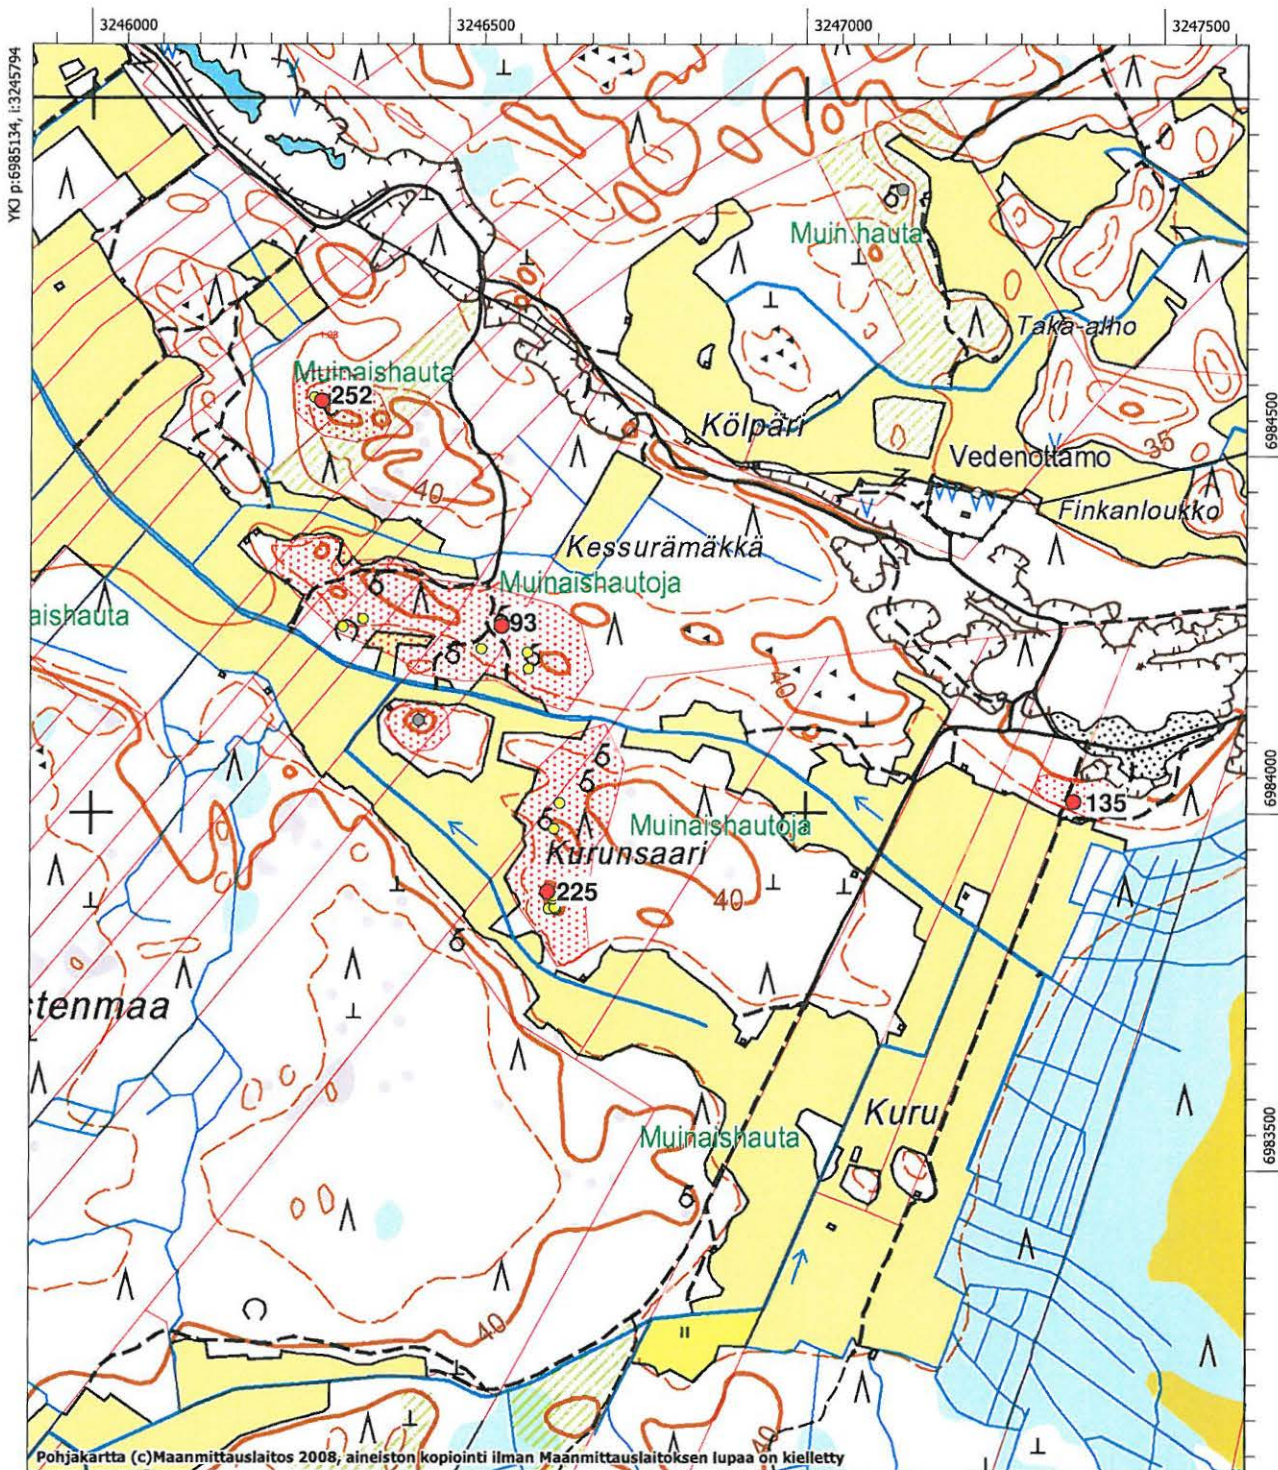 3246000
3246500
3247000
3247500
YKJ p:6985134, i:3245794
Muin.hauta
Taka-alho
Muinaishauta
252
Kölpäri
6984500
Vedenottamo
35
40
Finkanloukko
Kessurämäkkä
Muinaishautoja
aishauta
93
40
6984000
135
Muinaishautoja
Kurunsaari
225
40
stenmaa
Kuru
Muinaishauta
6983500
40
40
Pohjakartta (c)Maanmittauslaitos 2008, aineiston kopiointi ilman Maanmittauslaitoksen lupaa on kielletty